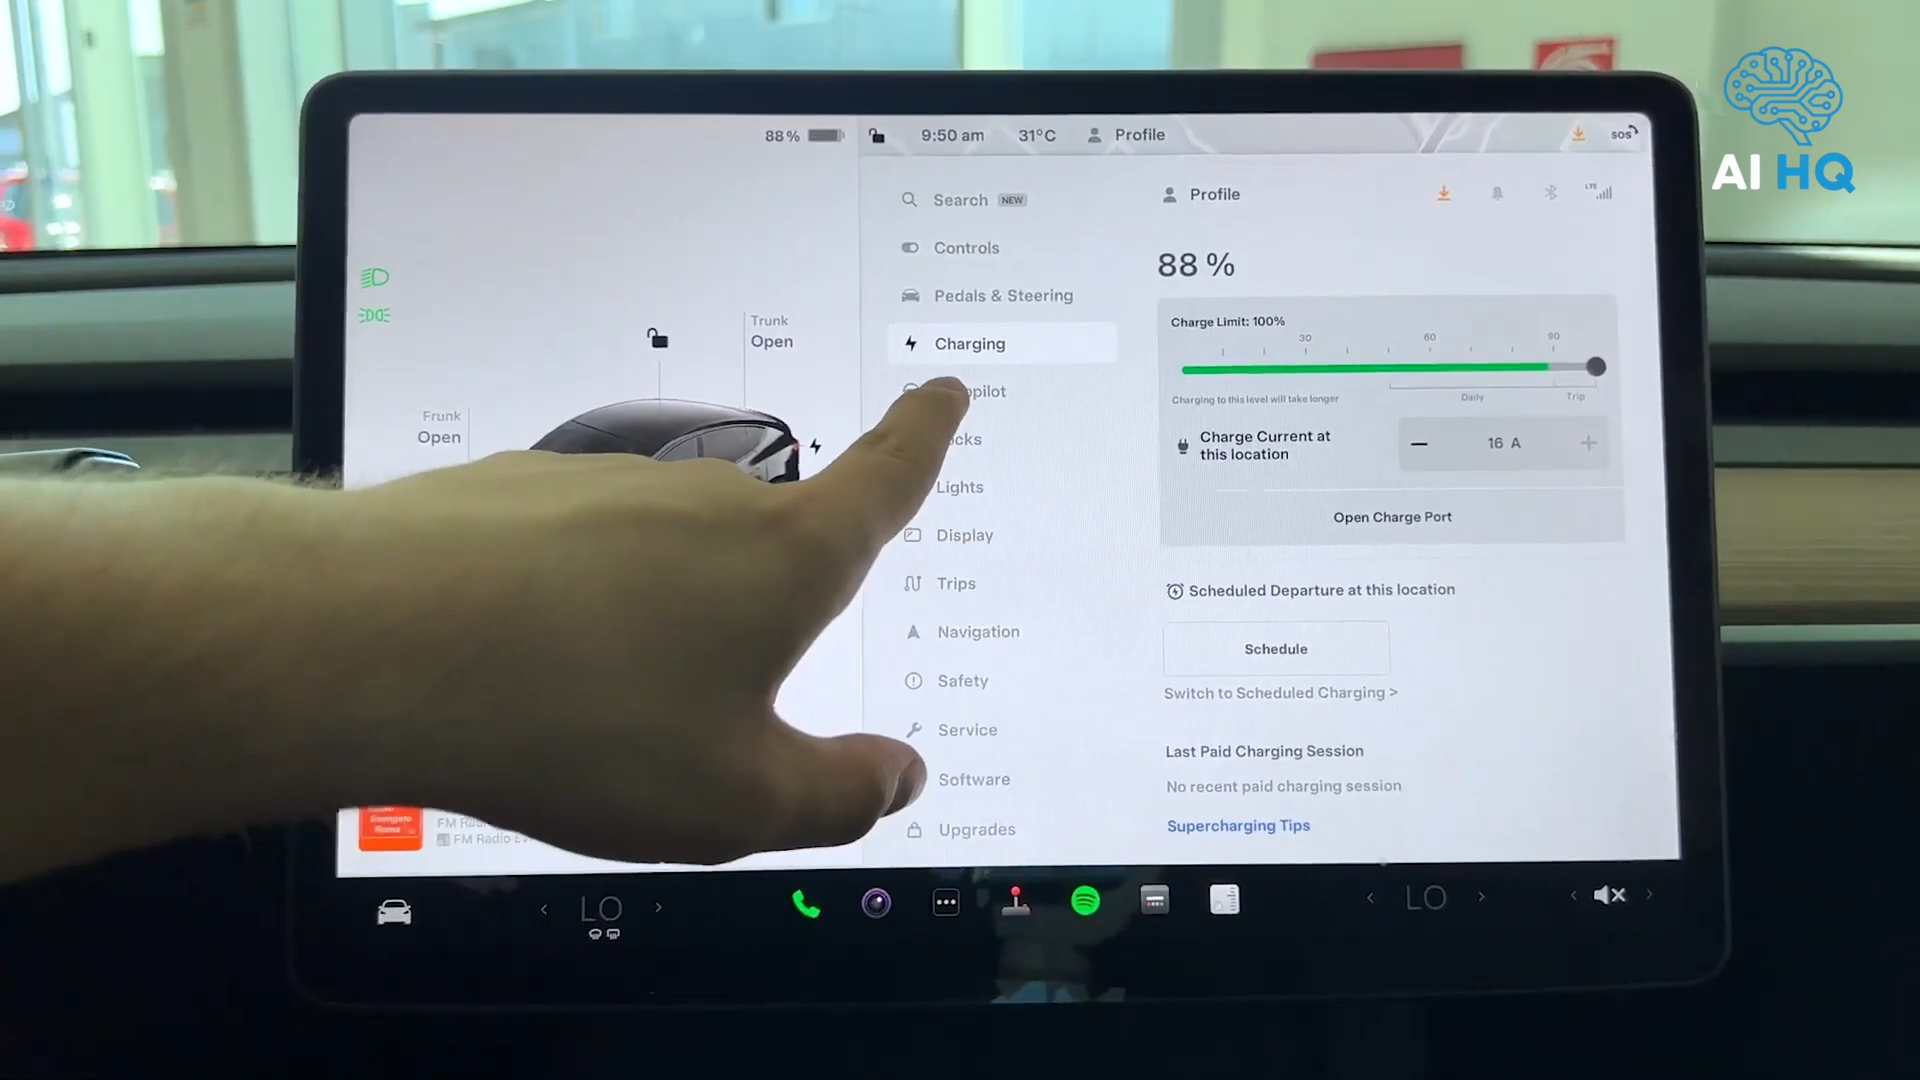 AI HQ
88 %
9:50 am
31°C
Profile
SOS
Trunk
Open
Frunk
Open
Search NEW
Controls
Pedals & Steering
Charging
Lights
Display
Trips
Navigation
Safety
Service
Software
Upgrades
Profile
LTE
88 %
Charge Limit: 100%
30
60
90
Charging to this level will take longer
Daily
Trip
Charge Current at
this location
16 A
Open Charge Port
Scheduled Departure at this location
Schedule
Switch to Scheduled Charging >
Last Paid Charging Session
No recent paid charging session
Supercharging Tips
FM Radio
LO
LO